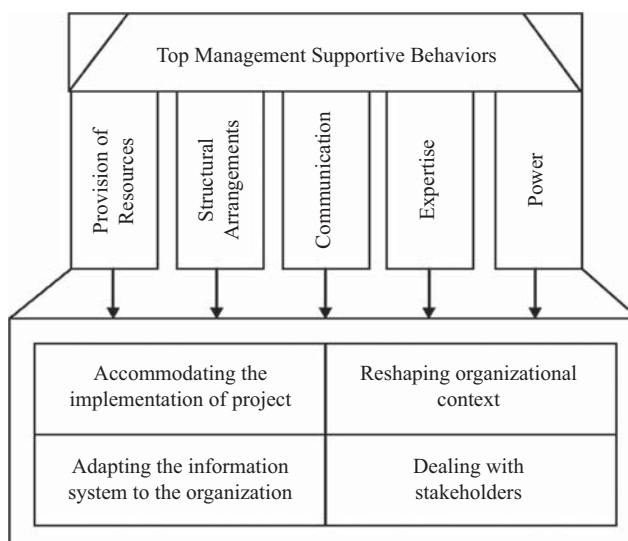 Top Management Supportive Behaviors
Provision of
Resources
Structural
Arrangements
Communication
Expertise
Power
Accommodating the
implementation of project
Reshaping organizational
context
Adapting the information
system to the organization
Dealing with
stakeholders